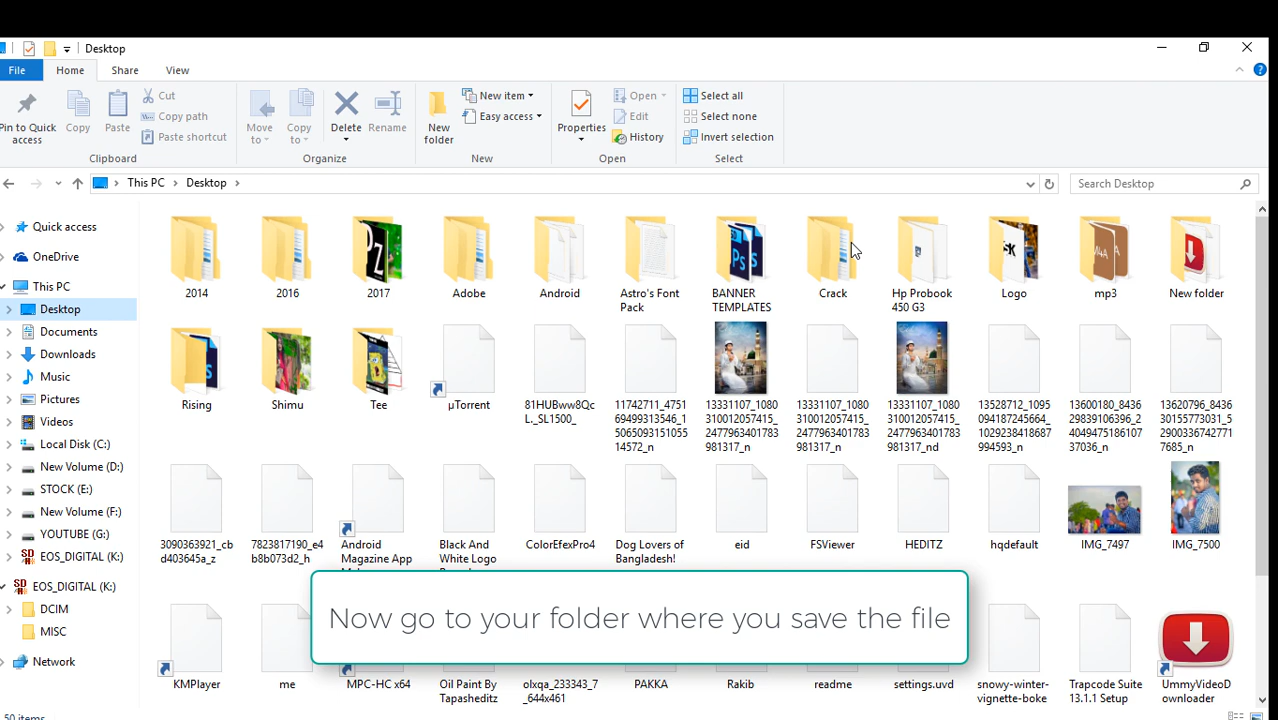 Desktop
File Home Share View
Pin to Quick access
Copy
Paste
Cut
Copy path
Paste shortcut
Clipboard
Move to
Copy to
Delete
Rename
Organize
New folder
New item
Easy access
New
Properties
Open
Edit
History
Open
Select all
Select none
Invert selection
Select
This PC > Desktop >
Search Desktop
Quick access
OneDrive
This PC
Desktop
Documents
Downloads
Music
Pictures
Videos
Local Disk (C:)
New Volume (D:)
STOCK (E:)
New Volume (F:)
YOUTUBE (G:)
EOS_DIGITAL (K:)
EOS_DIGITAL (K:)
DCIM
MISC
Network
2014 2016 2017 Adobe Android Astro's Font Pack BANNER TEMPLATES Crack Hp Probook 450 G3 Logo mp3 New folder
Rising Shimu Tee µTorrent
81HUBww8Qc
L._SL1500_
11742711_4751
69499313546_1
5065093151055
14572_n
13331107_1080
310012057415_
2477963401783
981317_n
13331107_1080
310012057415_
2477963401783
981317_n
13331107_1080
310012057415_
2477963401783
981317_nd
13528712_1095
094187245664_
1029238418687
994593_n
13600180_8436
29839106396_2
4049475186107
37036_n
13620796_8436
30155773031_5
2900336742771
7685_n
3090363921_cb
d403645a_z
7823817190_e4
b8b073d2_h
Android
Magazine App
Black And
White Logo
ColorEfexPro4
Dog Lovers of
Bangladesh!
eid FSViewer HEDITZ hqdefault IMG_7497 IMG_7500
Now go to your folder where you save the file
KMPlayer me MPC-HC x64
Oil Paint By
Tapasheditz
olxqa_233343_7
_644x461
PAKKA Rakib readme settings.uvd
snowy-winter-
vignette-boke
Trapcode Suite
13.1.1 Setup
UmmyVideoD
ownloader
50 items